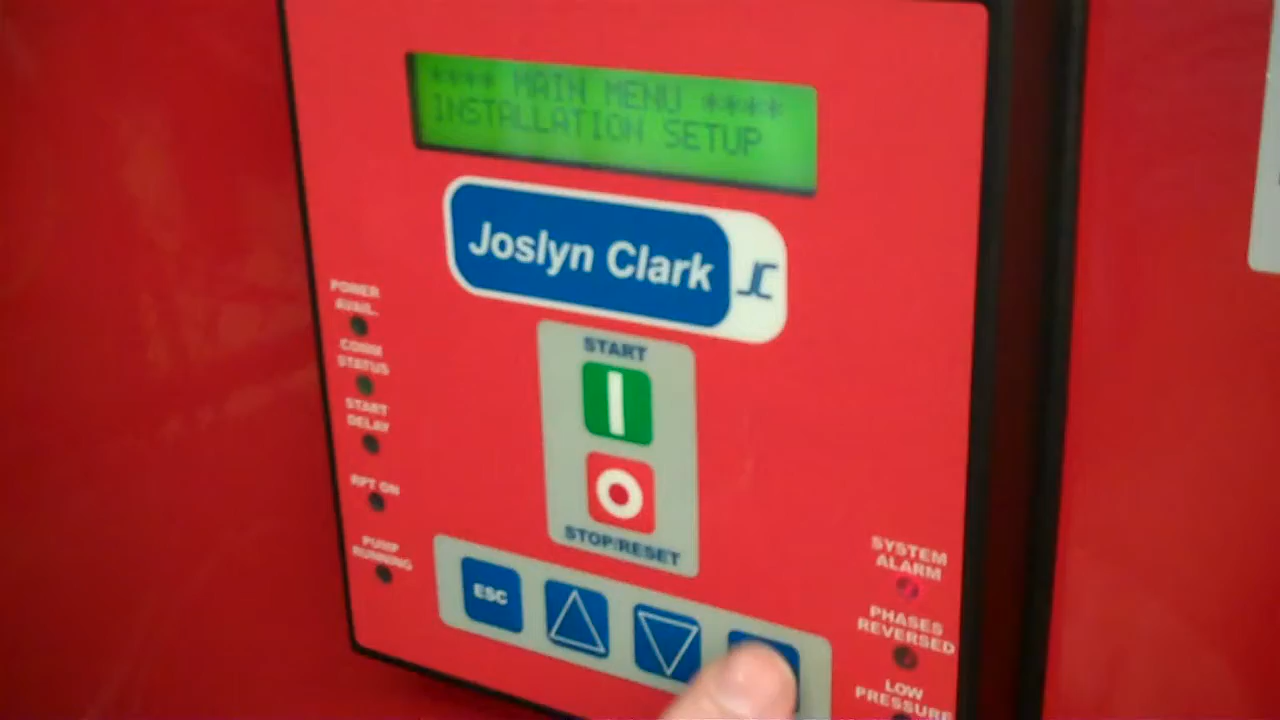 **** MAIN MENU ****
INSTALLATION SETUP
Joslyn Clark JC
START
STOP/RESET
POWER
AVAIL.
COMM
STATUS
START
DELAY
RPT ON
PUMP
RUNNING
ESC
SYSTEM
ALARM
PHASES
REVERSED
LOW
PRESSURE